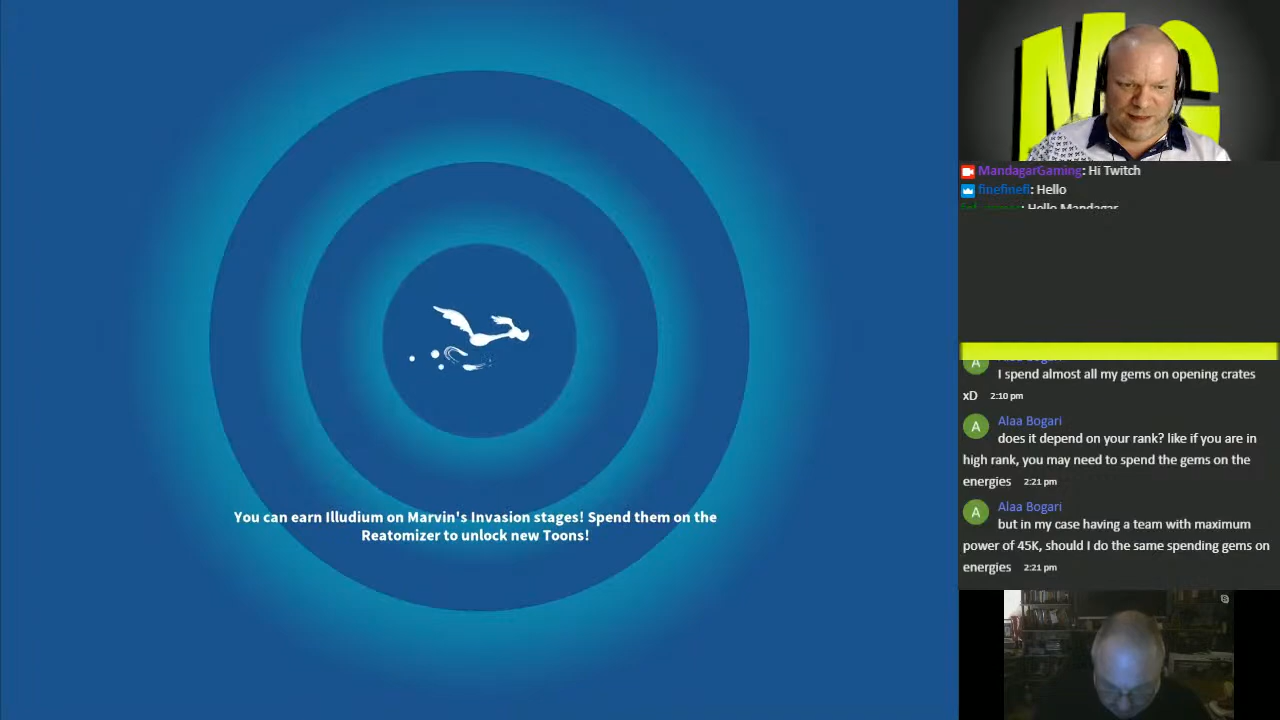 MG
MandagarGaming: Hi Twitch
finefinefi: Hello
: Hello Mandagar
You can earn Illudium on Marvin's Invasion stages! Spend them on the
Reatomizer to unlock new Toons!
A
I spend almost all my gems on opening crates
xD 2:10 pm
A Alaa Bogari
does it depend on your rank? like if you are in
high rank, you may need to spend the gems on the
energies 2:21 pm
A Alaa Bogari
but in my case having a team with maximum
power of 45K, should I do the same spending gems on
energies 2:21 pm